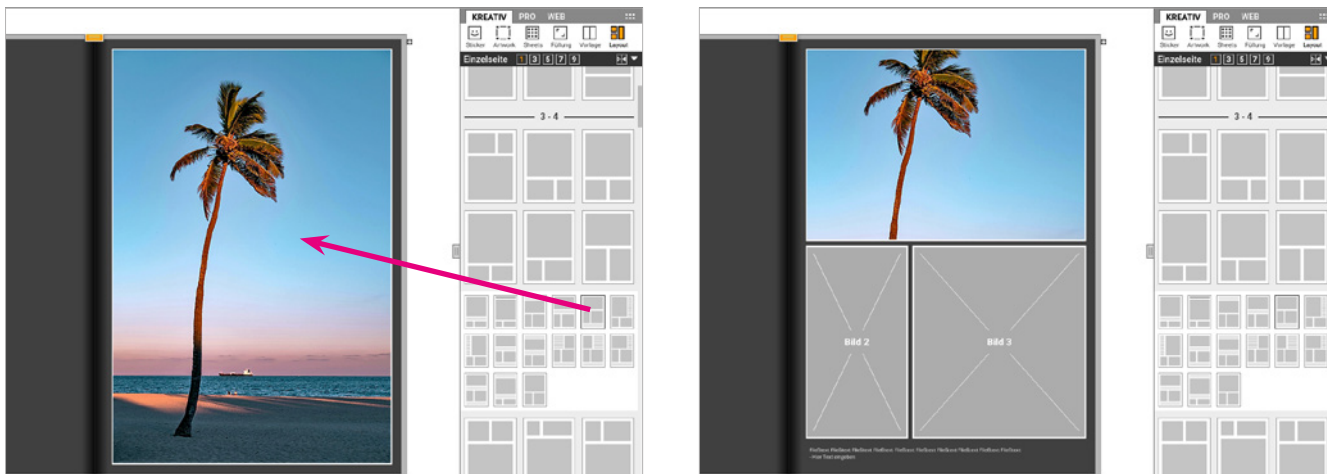 KREATIV PRO WEB
Sticker Artwork Sheets Füllung Vorlage Layout
Einzelseite 1 3 5 7 9
3 - 4
KREATIV PRO WEB
Sticker Artwork Sheets Füllung Vorlage Layout
Einzelseite 1 3 5 7 9
3 - 4
Bild 2
Bild 3